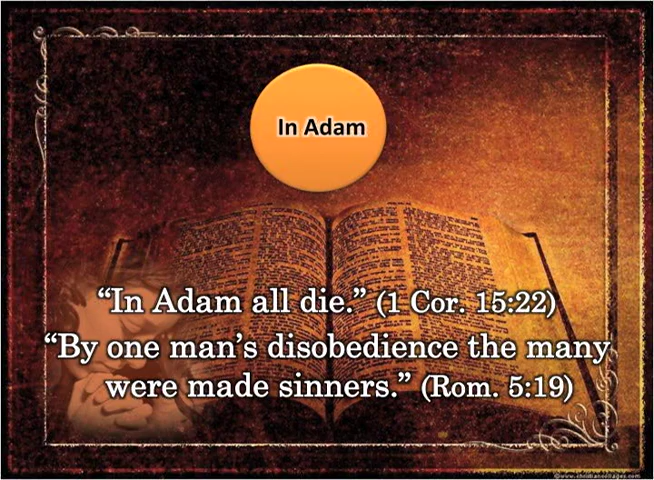 In Adam
“In Adam all die.” (1 Cor. 15:22)
“By one man’s disobedience the many
were made sinners.” (Rom. 5:19)